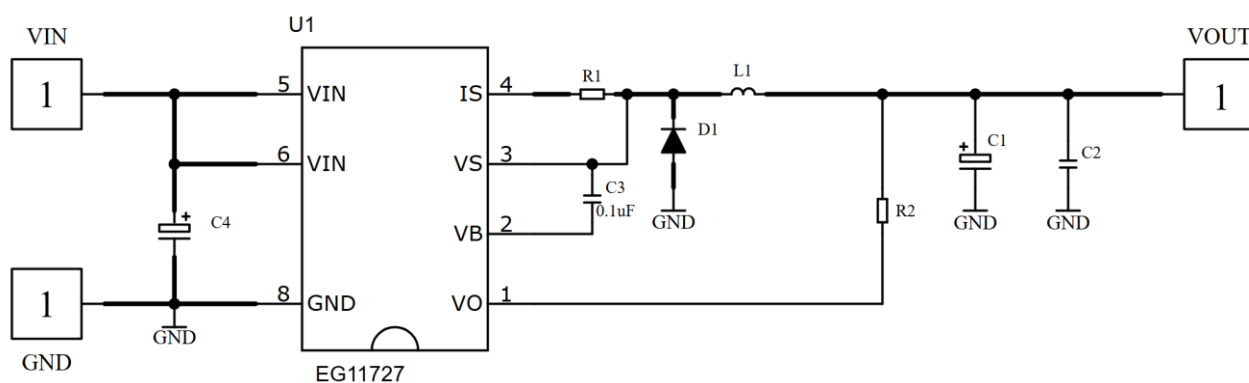 U1
VIN
VOUT
1
5
VIN
IS
4
R1
L1
1
6
VIN
VS
3
D1
C1
+
C2
C3
0.1uF
GND
+
C4
VB
2
R2
GND
GND
1
8
GND
VO
1
GND
GND
EG11727